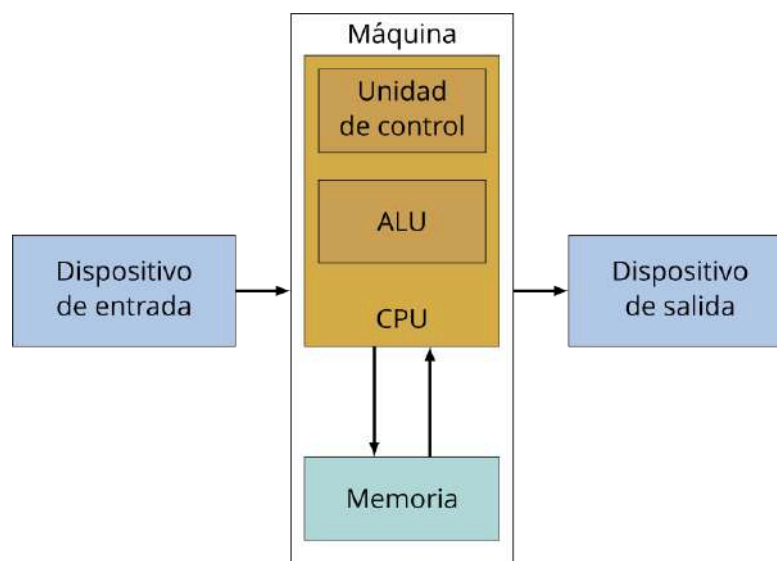 Máquina
Unidad
de control
ALU
CPU
Dispositivo
de entrada
Dispositivo
de salida
Memoria